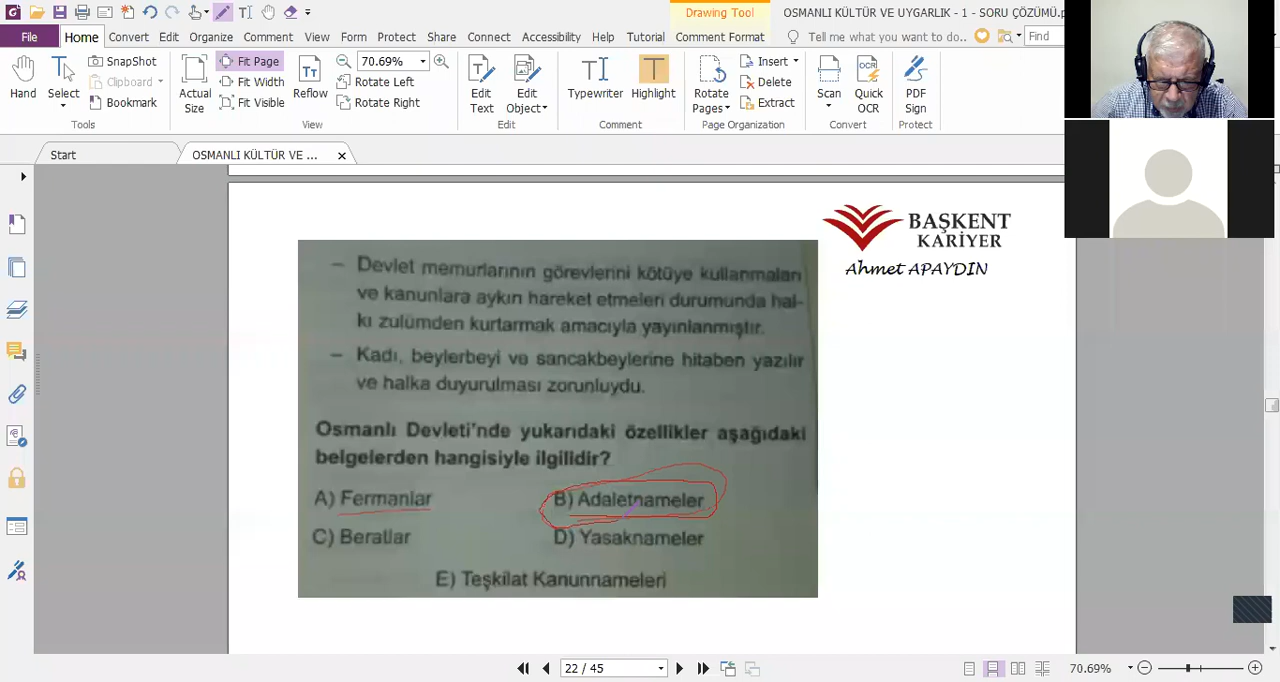 Drawing Tool
OSMANLI KÜLTÜR VE UYGARLIK - 1 - SORU ÇÖZÜMÜ.p
File Home Convert Edit Organize Comment View Form Protect Share Connect Accessibility Help Tutorial Comment Format Tell me what you want to do.. Find
Hand Select SnapShot Clipboard Bookmark
Actual Size Fit Page Fit Width Fit Visible Reflow 70.69% Rotate Left Rotate Right
Edit Text Edit Object Typewriter Highlight Rotate Pages Insert Delete Extract Scan Quick OCR PDF Sign
Tools View Edit Comment Page Organization Convert Protect
Start OSMANLI KÜLTÜR VE ...
BAŞKENT
KARİYER
Ahmet APAYDIN
– Devlet memurlarının görevlerini kötüye kullanmaları
ve kanunlara aykırı hareket etmeleri durumunda hal-
kı zulümden kurtarmak amacıyla yayınlanmıştır.
– Kadı, beylerbeyi ve sancakbeylerine hitaben yazılır
ve halka duyurulması zorunluydu.
Osmanlı Devleti'nde yukarıdaki özellikler aşağıdaki
belgelerden hangisiyle ilgilidir?
A) Fermanlar B) Adaletnameler
C) Beratlar D) Yasaknameler
E) Teşkilat Kanunnameleri
22 / 45 70.69%